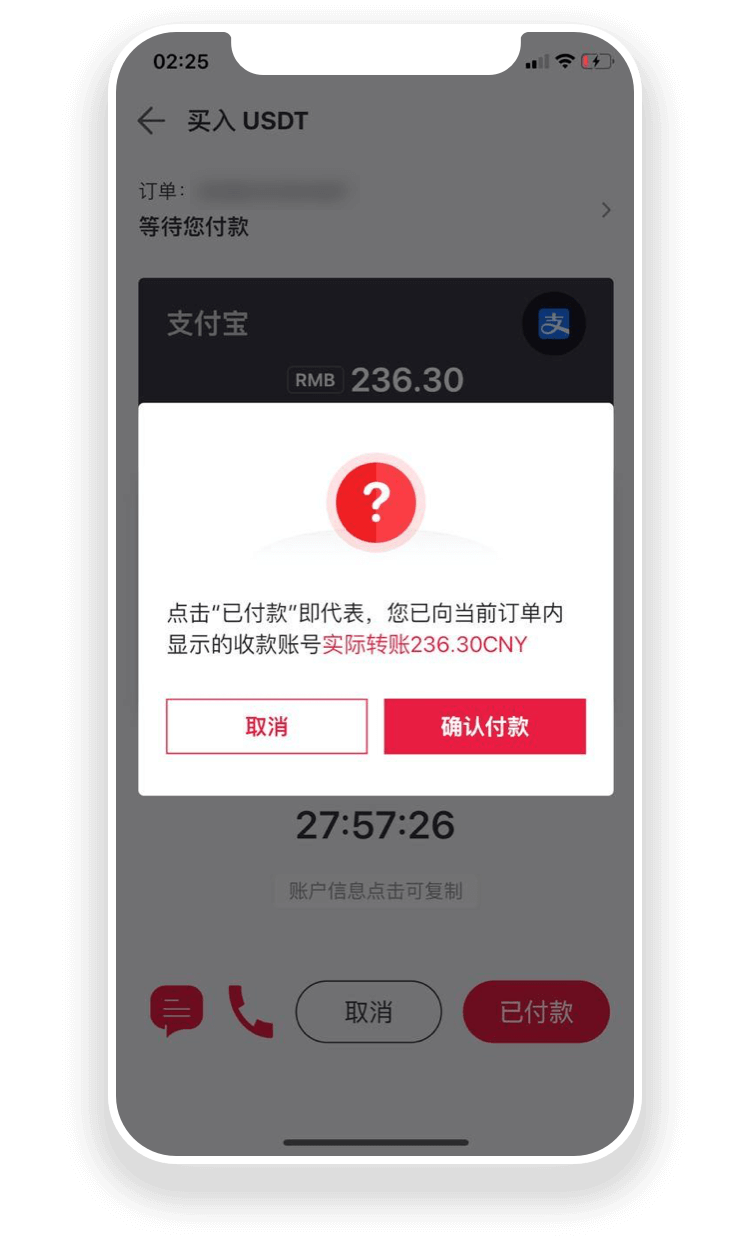 02:25
买入 USDT
订单：
等待您付款
支付宝
支
RMB 236.30
?
点击“已付款”即代表，您已向当前订单内
显示的收款账号实际转账236.30CNY
取消 确认付款
27:57:26
账户信息点击可复制
取消 已付款